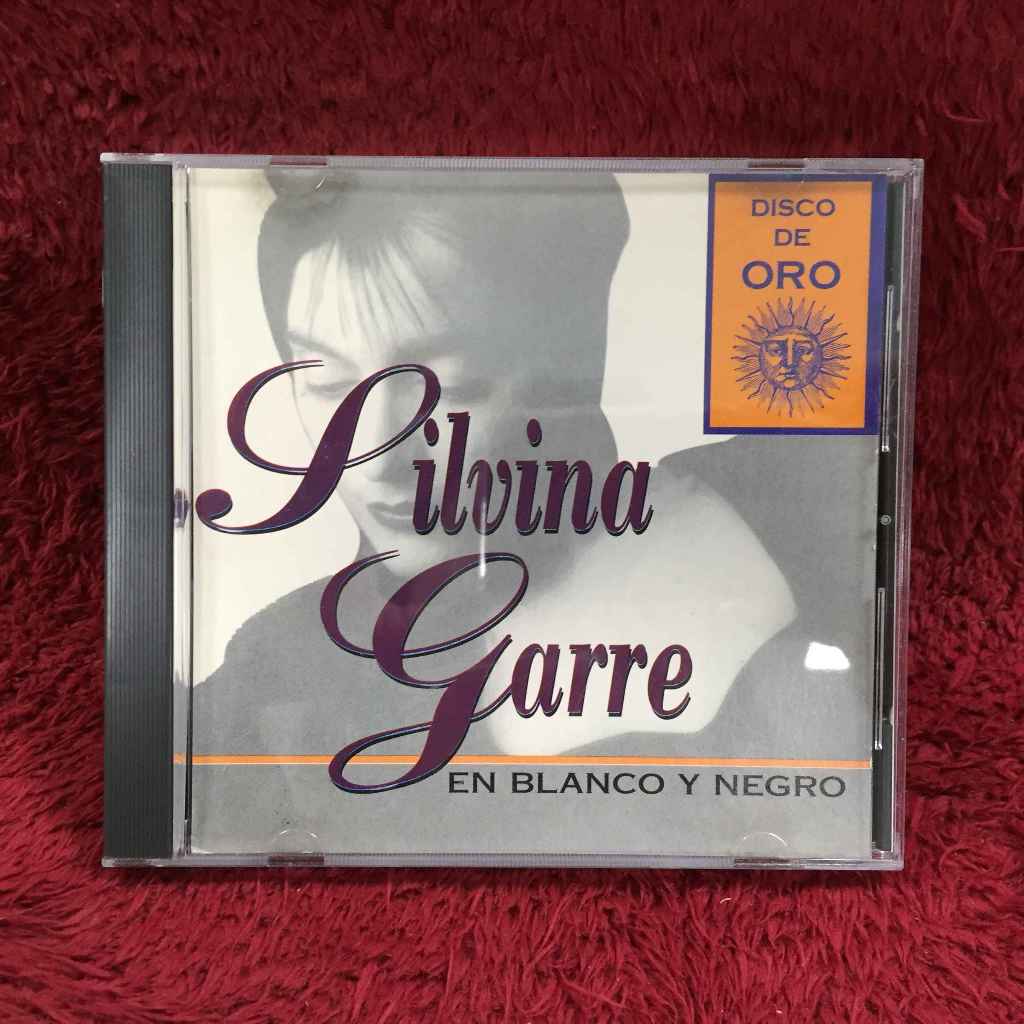 DISCO
DE
ORO
Silvina
Garre
EN BLANCO Y NEGRO